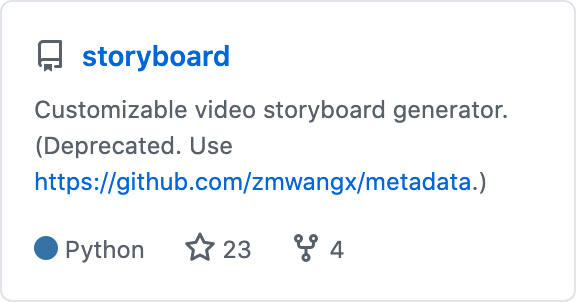 storyboard
Customizable video storyboard generator.
(Deprecated. Use
https://github.com/zmwangx/metadata.)
Python 23 4